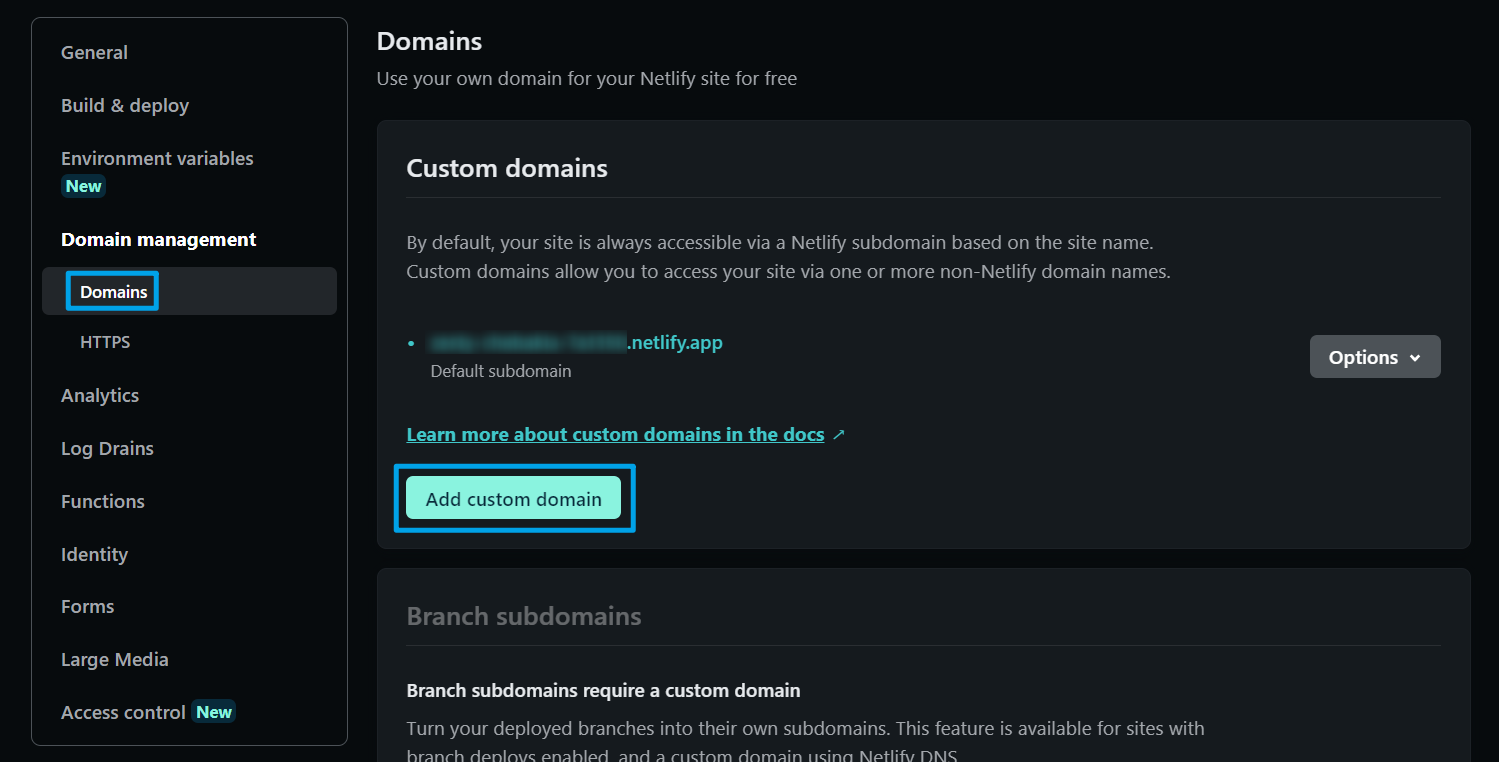 General
Build & deploy
Environment variables
New
Domain management
Domains
HTTPS
Analytics
Log Drains
Functions
Identity
Forms
Large Media
Access control New
Domains
Use your own domain for your Netlify site for free
Custom domains
By default, your site is always accessible via a Netlify subdomain based on the site name.
Custom domains allow you to access your site via one or more non-Netlify domain names.
.netlify.app
Default subdomain
Options
Learn more about custom domains in the docs ↗
Add custom domain
Branch subdomains
Branch subdomains require a custom domain
Turn your deployed branches into their own subdomains. This feature is available for sites with
branch deploys enabled, and a custom domain using Netlify DNS.